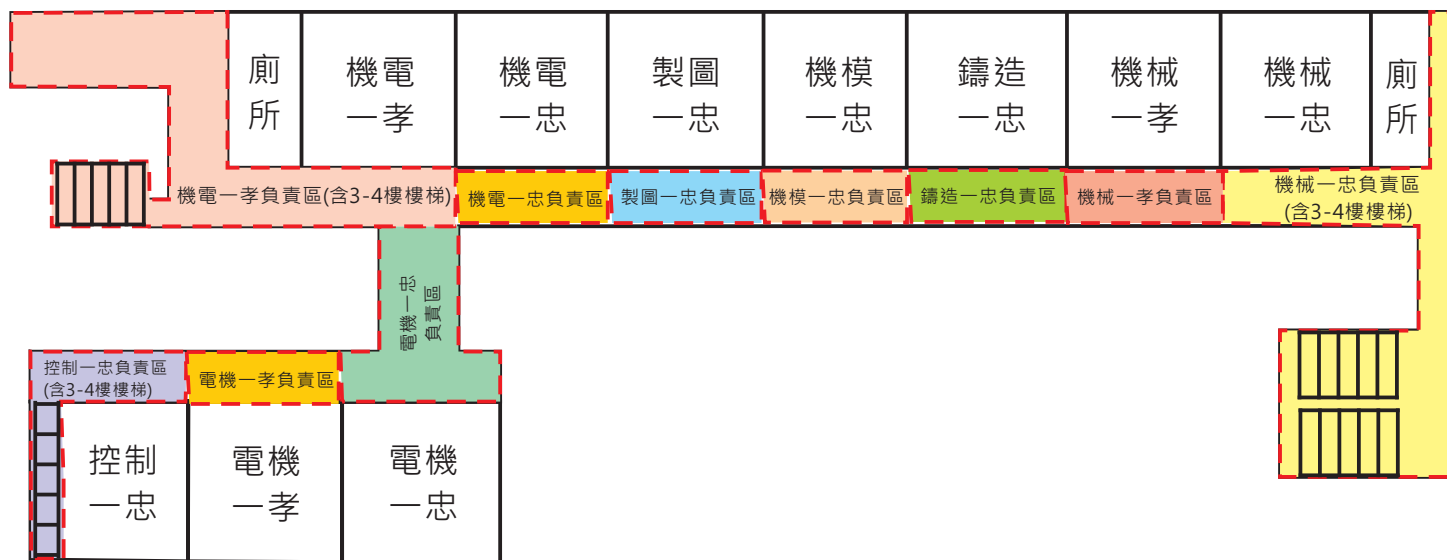 廁所
機電一孝
機電一忠
製圖一忠
機模一忠
鑄造一忠
機械一孝
機械一忠
廁所
機電一孝負責區(含3-4樓樓梯)
機電一忠負責區
製圖一忠負責區
機模一忠負責區
鑄造一忠負責區
機械一孝負責區
機械一忠負責區
(含3-4樓樓梯)
電機一忠
負責區
控制一忠負責區
(含3-4樓樓梯)
電機一孝負責區
控制
一忠
電機
一孝
電機
一忠